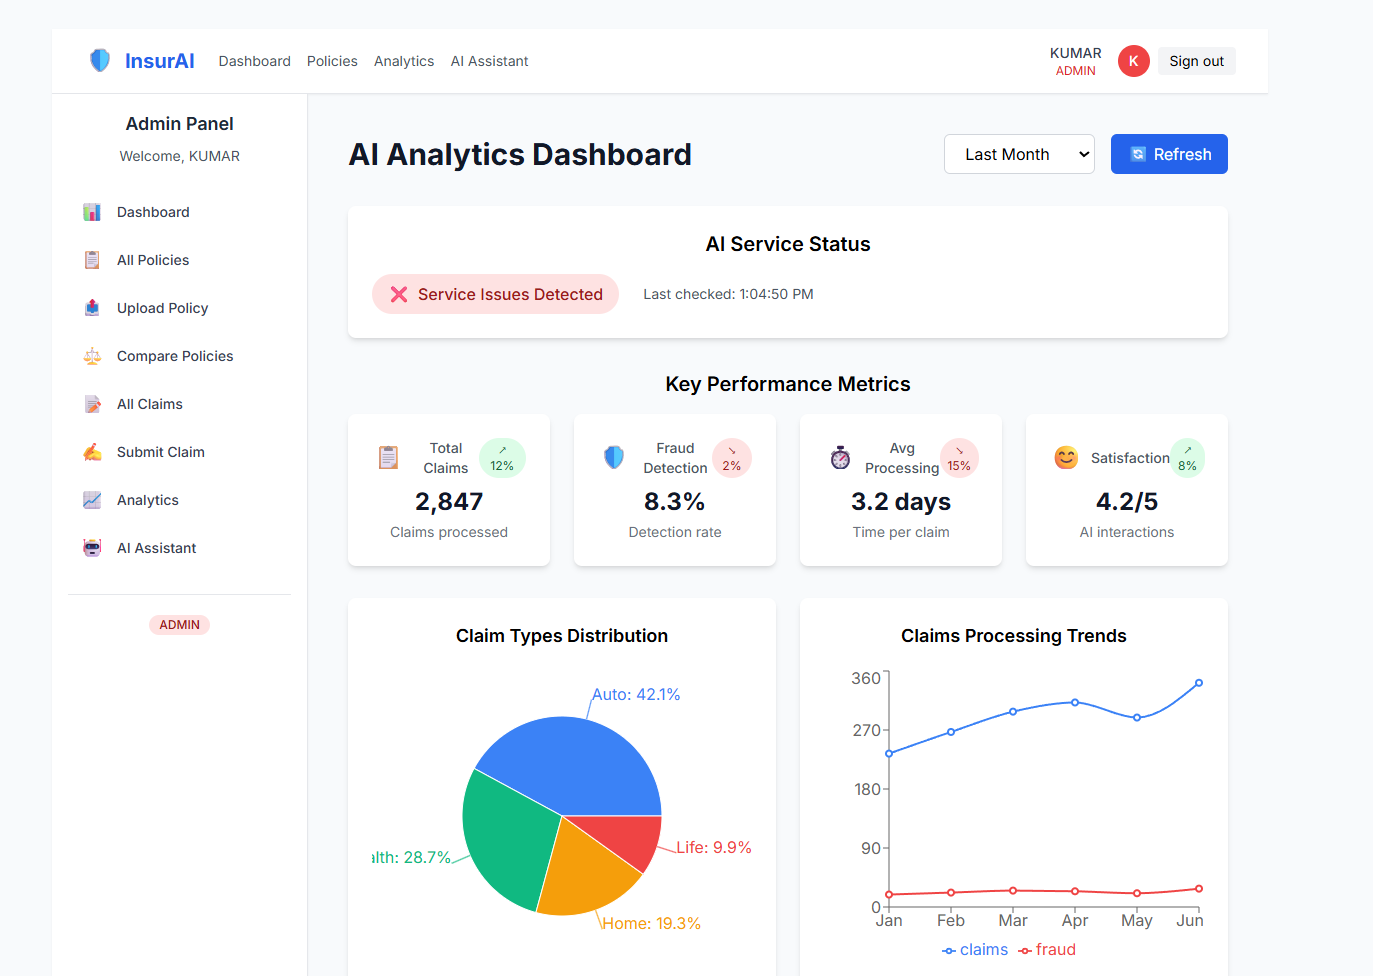 InsurAI
Dashboard
Policies
Analytics
AI Assistant
KUMAR
ADMIN
K
Sign out
Admin Panel
Welcome, KUMAR
Dashboard
All Policies
Upload Policy
Compare Policies
All Claims
Submit Claim
Analytics
AI Assistant
ADMIN
AI Analytics Dashboard
Last Month
Refresh
AI Service Status
Service Issues Detected
Last checked: 1:04:50 PM
Key Performance Metrics
Total
Claims
↗
12%
2,847
Claims processed
Fraud
Detection
↘
2%
8.3%
Detection rate
Avg
Processing
↘
15%
3.2 days
Time per claim
Satisfaction
↗
8%
4.2/5
AI interactions
Claim Types Distribution
Auto: 42.1%
alth: 28.7%
Life: 9.9%
Home: 19.3%
Claims Processing Trends
360
270
180
90
0
Jan
Feb
Mar
Apr
May
Jun
claims
fraud